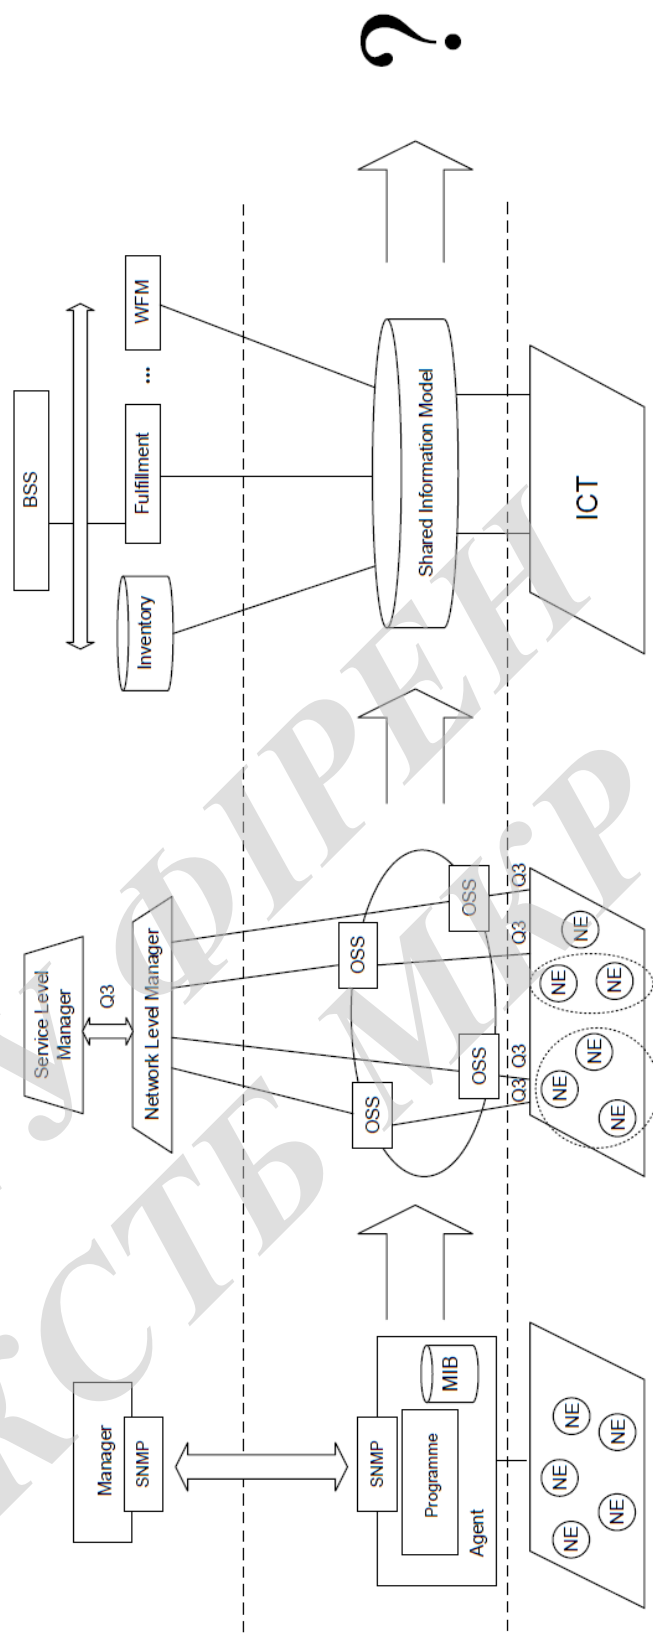 Manager
SNMP
SNMP
Programme
MIB
Agent
NE
NE
NE
NE
NE
Service Level
Manager
Q3
Network Level Manager
OSS
OSS
OSS
OSS
Q3
Q3
Q3
Q3
NE
NE
NE
NE
NE
NE
BSS
Inventory
Fulfillment
...
WFM
Shared Information Model
ICT
?
У ФІРЕН
МКР